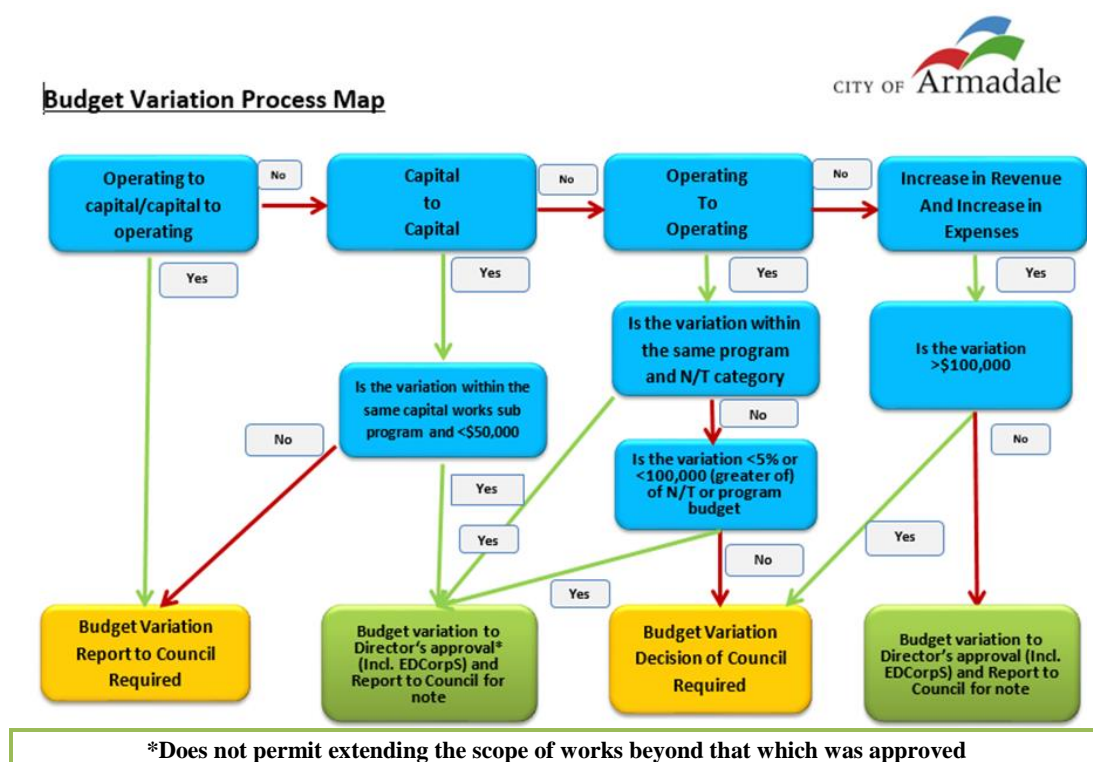 CITY OF Armadale
Budget Variation Process Map
Operating to
capital/capital to
operating
No
Capital
to
Capital
No
Operating
To
Operating
No
Increase in Revenue
And Increase in
Expenses
Yes
Yes
Yes
Yes
Is the variation within the
same capital works sub
program and <$50,000
Is the variation within
the same program
and N/T category
Is the variation
>$100,000
No
No
No
Is the variation <5% or
<100,000 (greater of)
of N/T or program
budget
Yes
Yes
Yes
No
Yes
Budget Variation
Report to Council
Required
Budget variation to
Director's approval*
(Incl. EDCorpS) and
Report to Council for
note
Budget Variation
Decision of Council
Required
Budget variation to
Director's approval (Incl.
EDCorpS) and Report to
Council for note
*Does not permit extending the scope of works beyond that which was approved